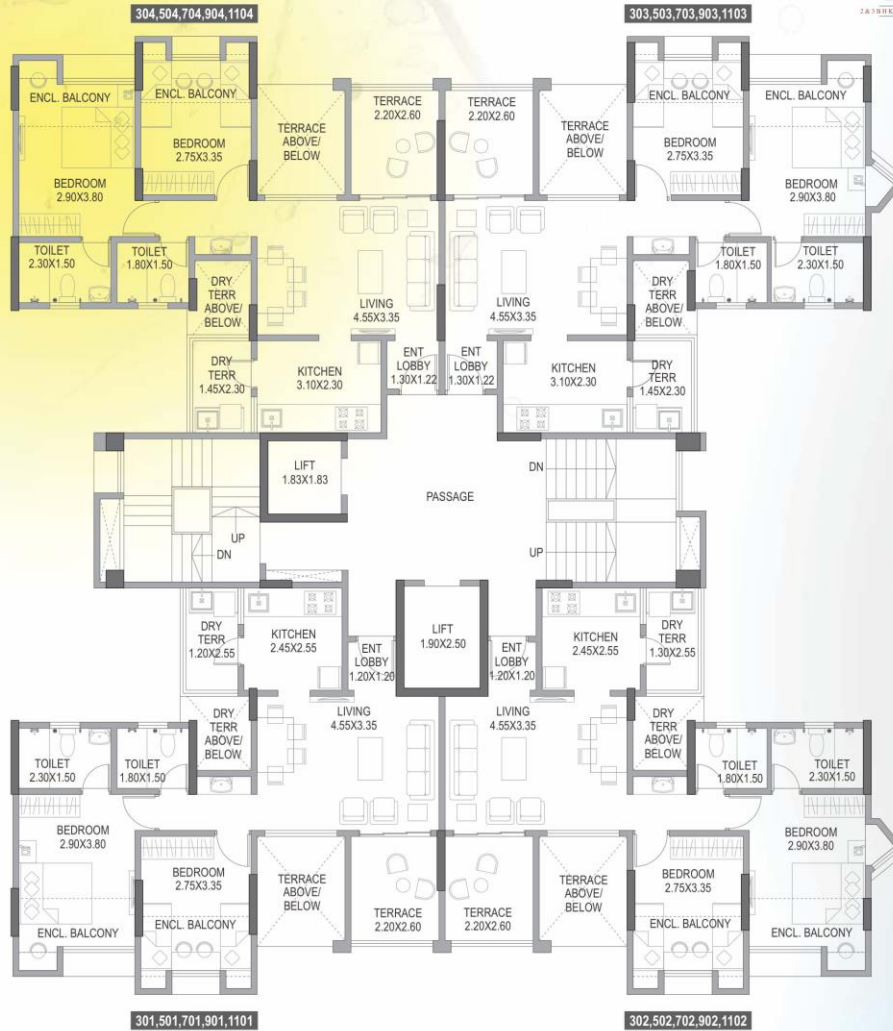 304,504,704,904,1104
303,503,703,903,1103
ENCL. BALCONY
BEDROOM
2.90X3.80
ENCL. BALCONY
BEDROOM
2.75X3.35
TERRACE
ABOVE/
BELOW
TERRACE
2.20X2.60
TERRACE
2.20X2.60
TERRACE
ABOVE/
BELOW
ENCL. BALCONY
BEDROOM
2.75X3.35
ENCL. BALCONY
BEDROOM
2.90X3.80
TOILET
2.30X1.50
TOILET
1.80X1.50
DRY
TERR
ABOVE/
BELOW
LIVING
4.55X3.35
LIVING
4.55X3.35
DRY
TERR
ABOVE/
BELOW
TOILET
1.80X1.50
TOILET
2.30X1.50
DRY
TERR
1.45X2.30
KITCHEN
3.10X2.30
ENT
LOBBY
1.30X1.22
ENT
LOBBY
1.30X1.22
KITCHEN
3.10X2.30
DRY
TERR
1.45X2.30
LIFT
1.83X1.83
PASSAGE
DN
UP
UP
DN
DRY
TERR
1.20X2.55
KITCHEN
2.45X2.55
ENT
LOBBY
1.20X1.20
LIFT
1.90X2.50
ENT
LOBBY
1.20X1.20
KITCHEN
2.45X2.55
DRY
TERR
1.30X2.55
DRY
TERR
ABOVE/
BELOW
LIVING
4.55X3.35
LIVING
4.55X3.35
DRY
TERR
ABOVE/
BELOW
TOILET
2.30X1.50
TOILET
1.80X1.50
TOILET
1.80X1.50
TOILET
2.30X1.50
BEDROOM
2.90X3.80
ENCL. BALCONY
BEDROOM
2.75X3.35
ENCL. BALCONY
TERRACE
ABOVE/
BELOW
TERRACE
2.20X2.60
TERRACE
2.20X2.60
TERRACE
ABOVE/
BELOW
BEDROOM
2.75X3.35
ENCL. BALCONY
BEDROOM
2.90X3.80
ENCL. BALCONY
301,501,701,901,1101
302,502,702,902,1102